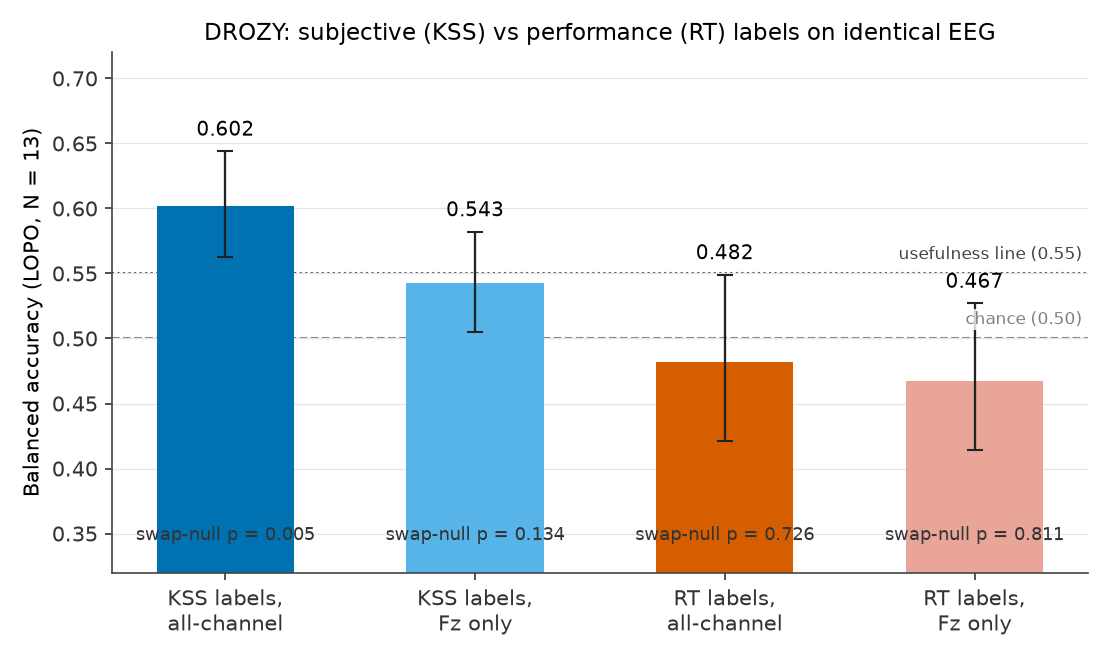 DROZY: subjective (KSS) vs performance (RT) labels on identical EEG
Balanced accuracy (LOPO, N = 13)
0.70
0.65
0.60
0.55
0.50
0.45
0.40
0.35
0.602
0.543
0.482
0.467
usefulness line (0.55)
chance (0.50)
swap-null p = 0.005
swap-null p = 0.134
swap-null p = 0.726
swap-null p = 0.811
KSS labels,
all-channel
KSS labels,
Fz only
RT labels,
all-channel
RT labels,
Fz only